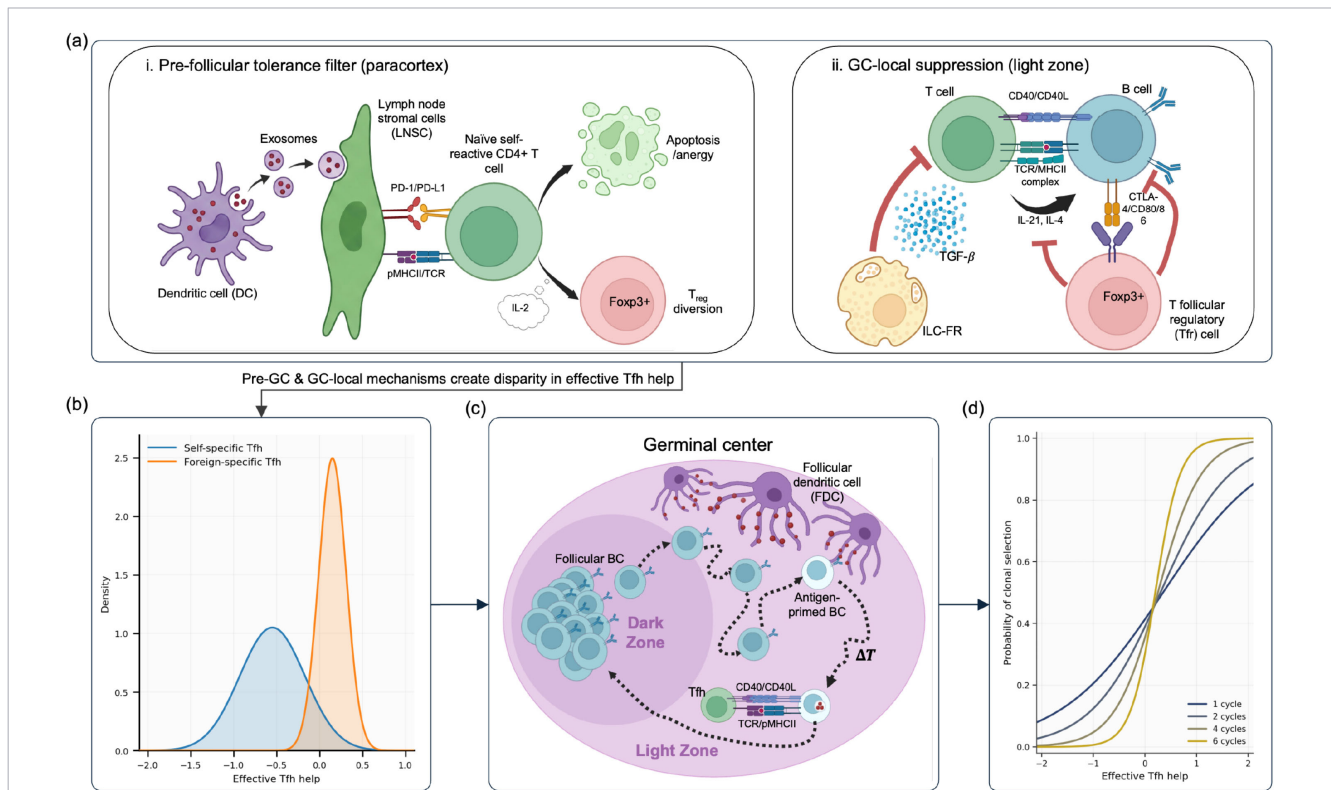 (a)
i. Pre-follicular tolerance filter (paracortex)
Lymph node
stromal cells
(LNSC)
Exosomes
Naïve self-
reactive CD4+ T
cell
Apoptosis
/anergy
PD-1/PD-L1
pMHCII/TCR
Dendritic cell (DC)
IL-2
Foxp3+
Treg
diversion
ii. GC-local suppression (light zone)
T cell
CD40/CD40L
B cell
TCR/MHCII
complex
CTLA-
4/CD80/8
6
IL-21, IL-4
TGF-β
ILC-FR
Foxp3+
T follicular
regulatory
(Tfr) cell
Pre-GC & GC-local mechanisms create disparity in effective Tfh help
(b)
Self-specific Tfh
Foreign-specific Tfh
Density
2.5
2.0
1.5
1.0
0.5
0.0
-2.0 -1.5 -1.0 -0.5 0.0 0.5 1.0
Effective Tfh help
(c)
Germinal center
Follicular
dendritic cell
(FDC)
Follicular BC
Antigen-
primed BC
Dark
Zone
ΔT
Tfh
CD40/CD40L
TCR/pMHCII
Light Zone
(d)
Probability of clonal selection
1.0
0.8
0.6
0.4
0.2
0.0
1 cycle
2 cycles
4 cycles
6 cycles
-2 -1 0 1 2
Effective Tfh help